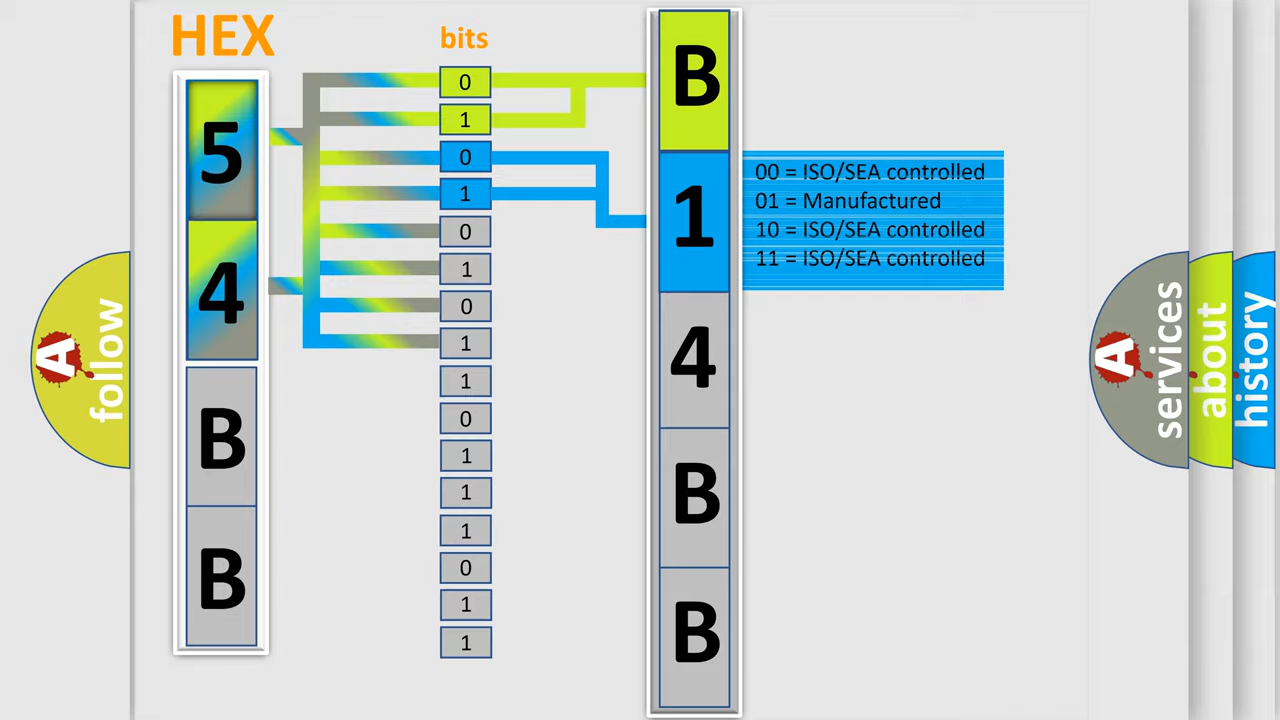 HEX
bits
5
4
B
B
0
1
0
1
0
1
0
1
1
0
1
1
1
0
1
1
B
1
4
B
B
00 = ISO/SEA controlled
01 = Manufactured
10 = ISO/SEA controlled
11 = ISO/SEA controlled
A
follow
A
services
about
history